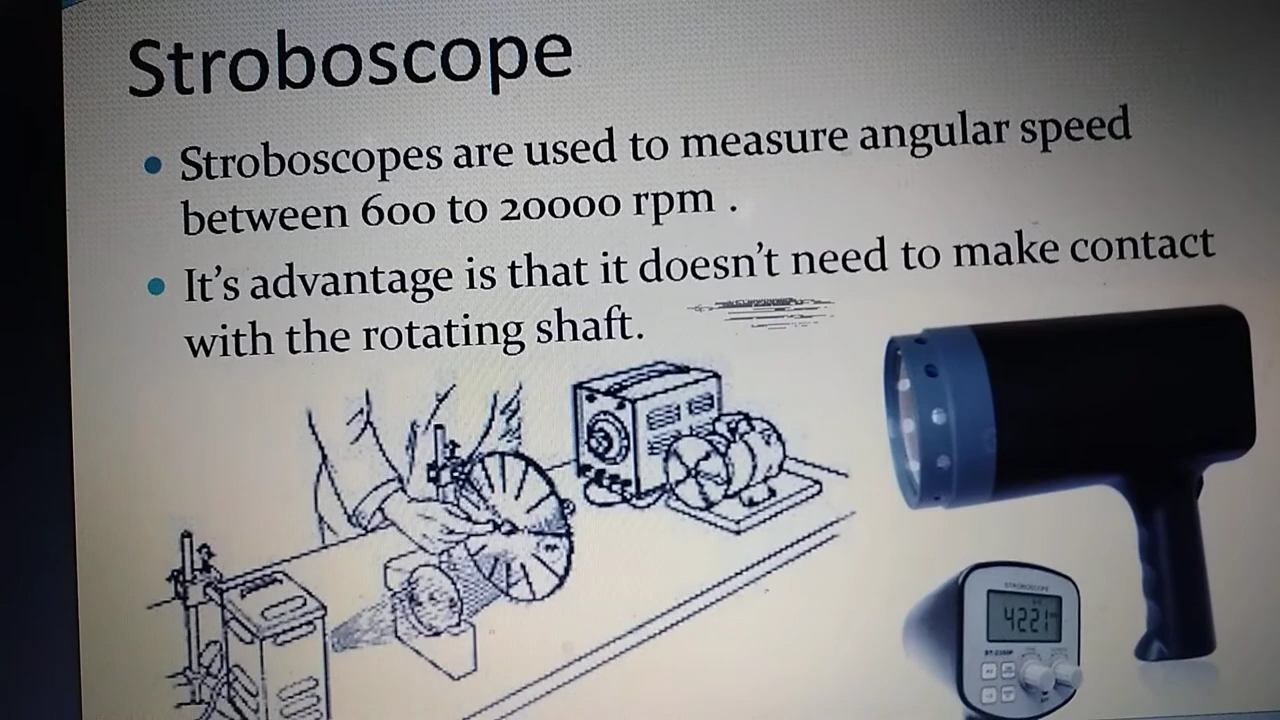 Stroboscope
• Stroboscopes are used to measure angular speed
between 600 to 20000 rpm .
• It's advantage is that it doesn't need to make contact
with the rotating shaft.
STROBOSCOPE
4221